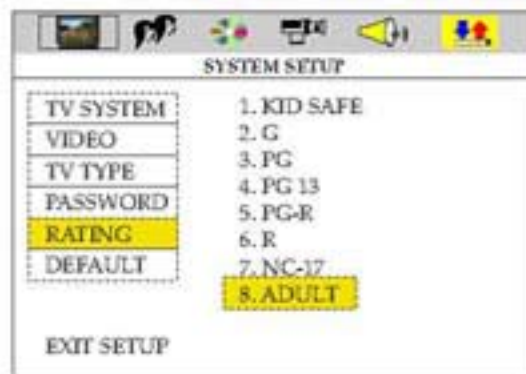 SYSTEM SETUP
TV SYSTEM
VIDEO
TV TYPE
PASSWORD
RATING
DEFAULT
EXIT SETUP
1. KID SAFE
2. G
3. PG
4. PG 13
5. PG-R
6. R
7. NC-17
8. ADULT